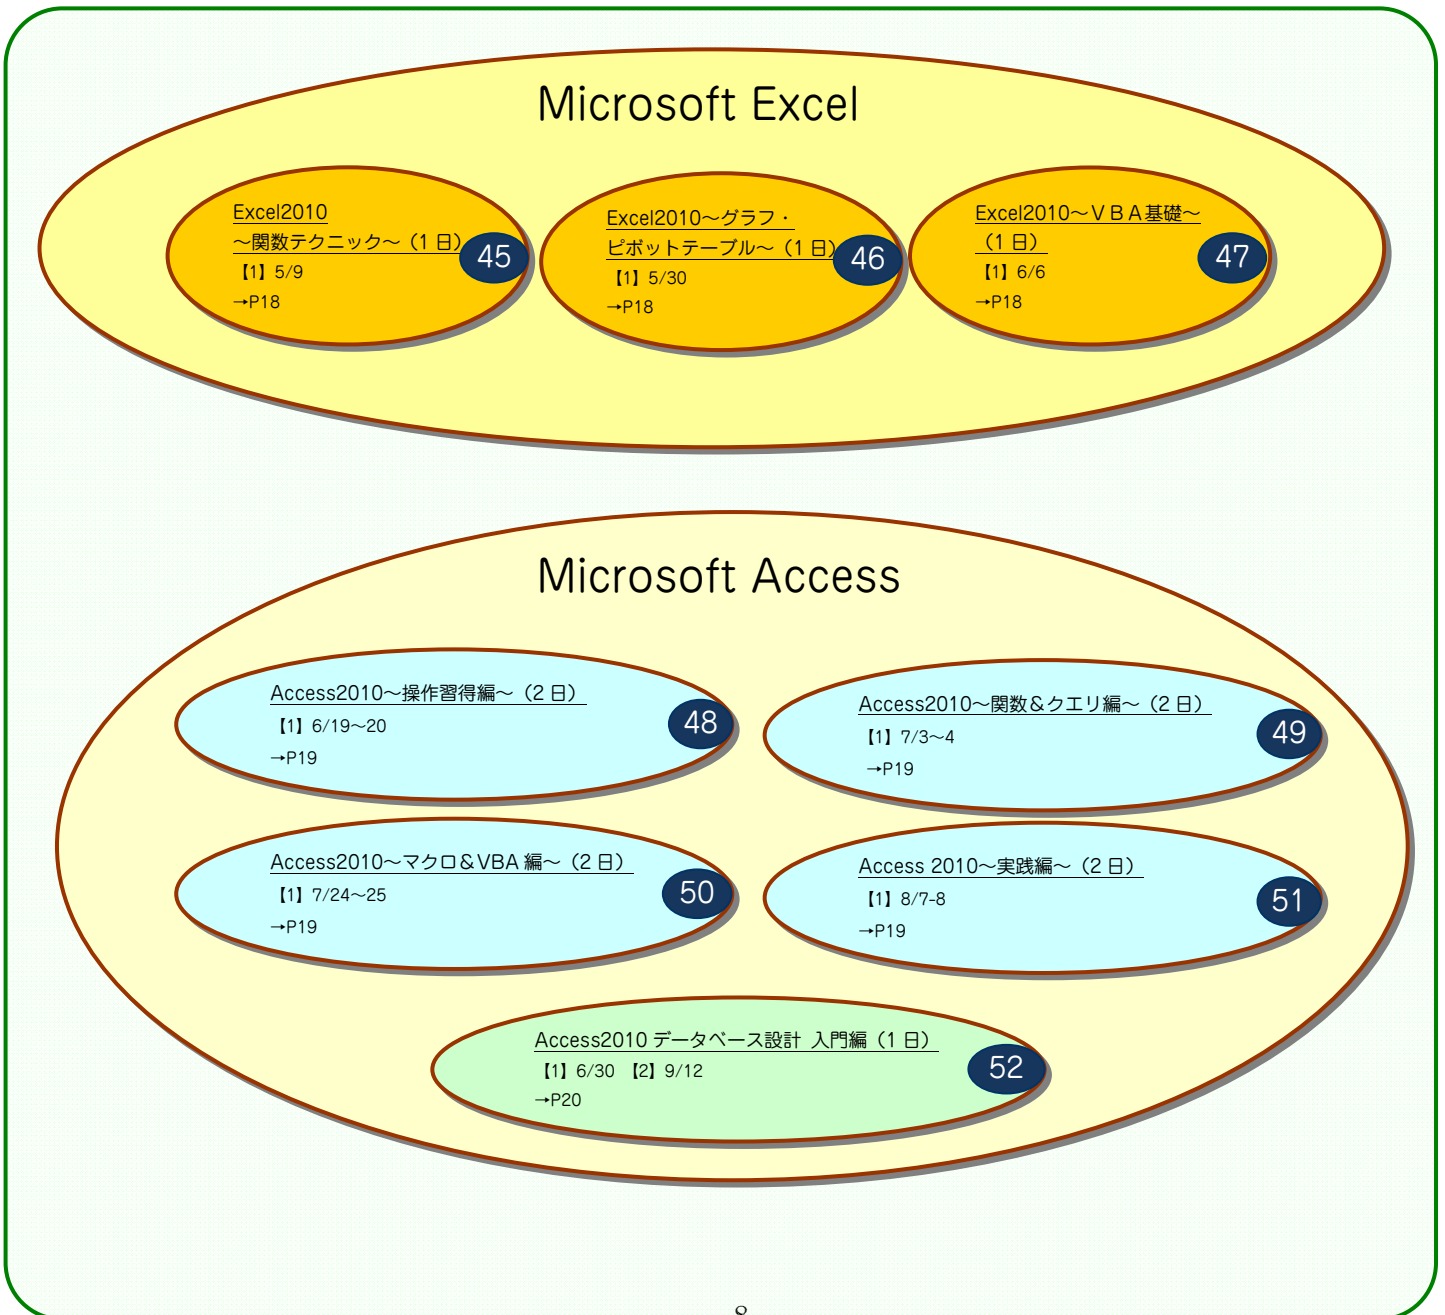 Microsoft Excel
Excel2010
～関数テクニック～（1 日）
【1】5/9
→P18
45
Excel2010～グラフ・
ピボットテーブル～（1 日）
【1】5/30
→P18
46
Excel2010～ＶＢＡ基礎～
（1 日）
【1】6/6
→P18
47
Microsoft Access
Access2010～操作習得編～（2 日）
【1】6/19～20
→P19
48
Access2010～関数＆クエリ編～（2 日）
【1】7/3～4
→P19
49
Access2010～マクロ＆VBA 編～（2 日）
【1】7/24～25
→P19
50
Access 2010～実践編～（2 日）
【1】8/7-8
→P19
51
Access2010 データベース設計 入門編（1 日）
【1】6/30 【2】9/12
→P20
52
8